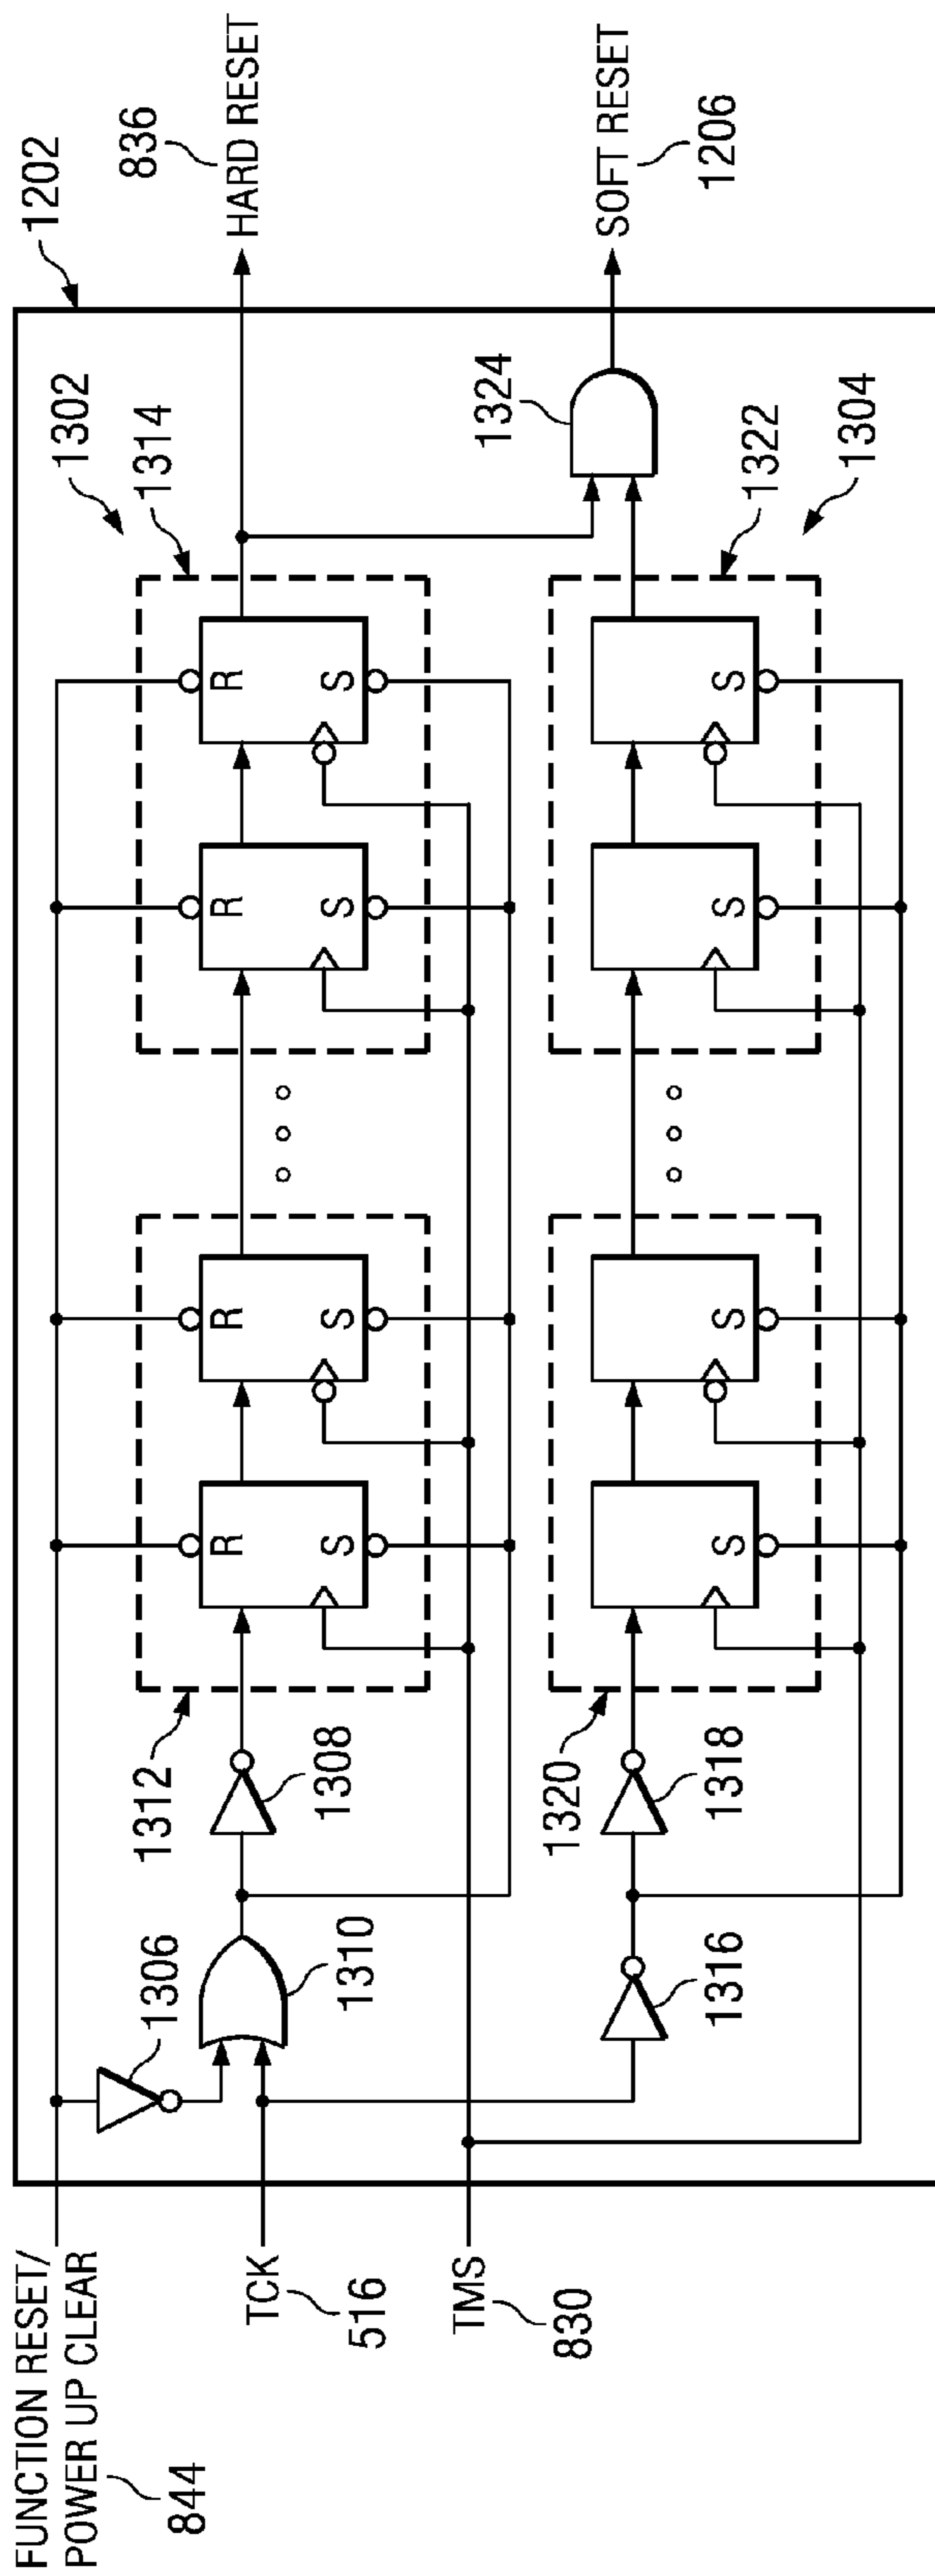 1202
836
HARD RESET
1302
1314
FUNCTION RESET/
POWER UP CLEAR
844
1306
1312
R
R
R
R
S
S
S
S
TCK
516
1310
1308
TMS
830
1324
SOFT RESET
1206
1320
1322
1304
S
S
S
S
1316
1318